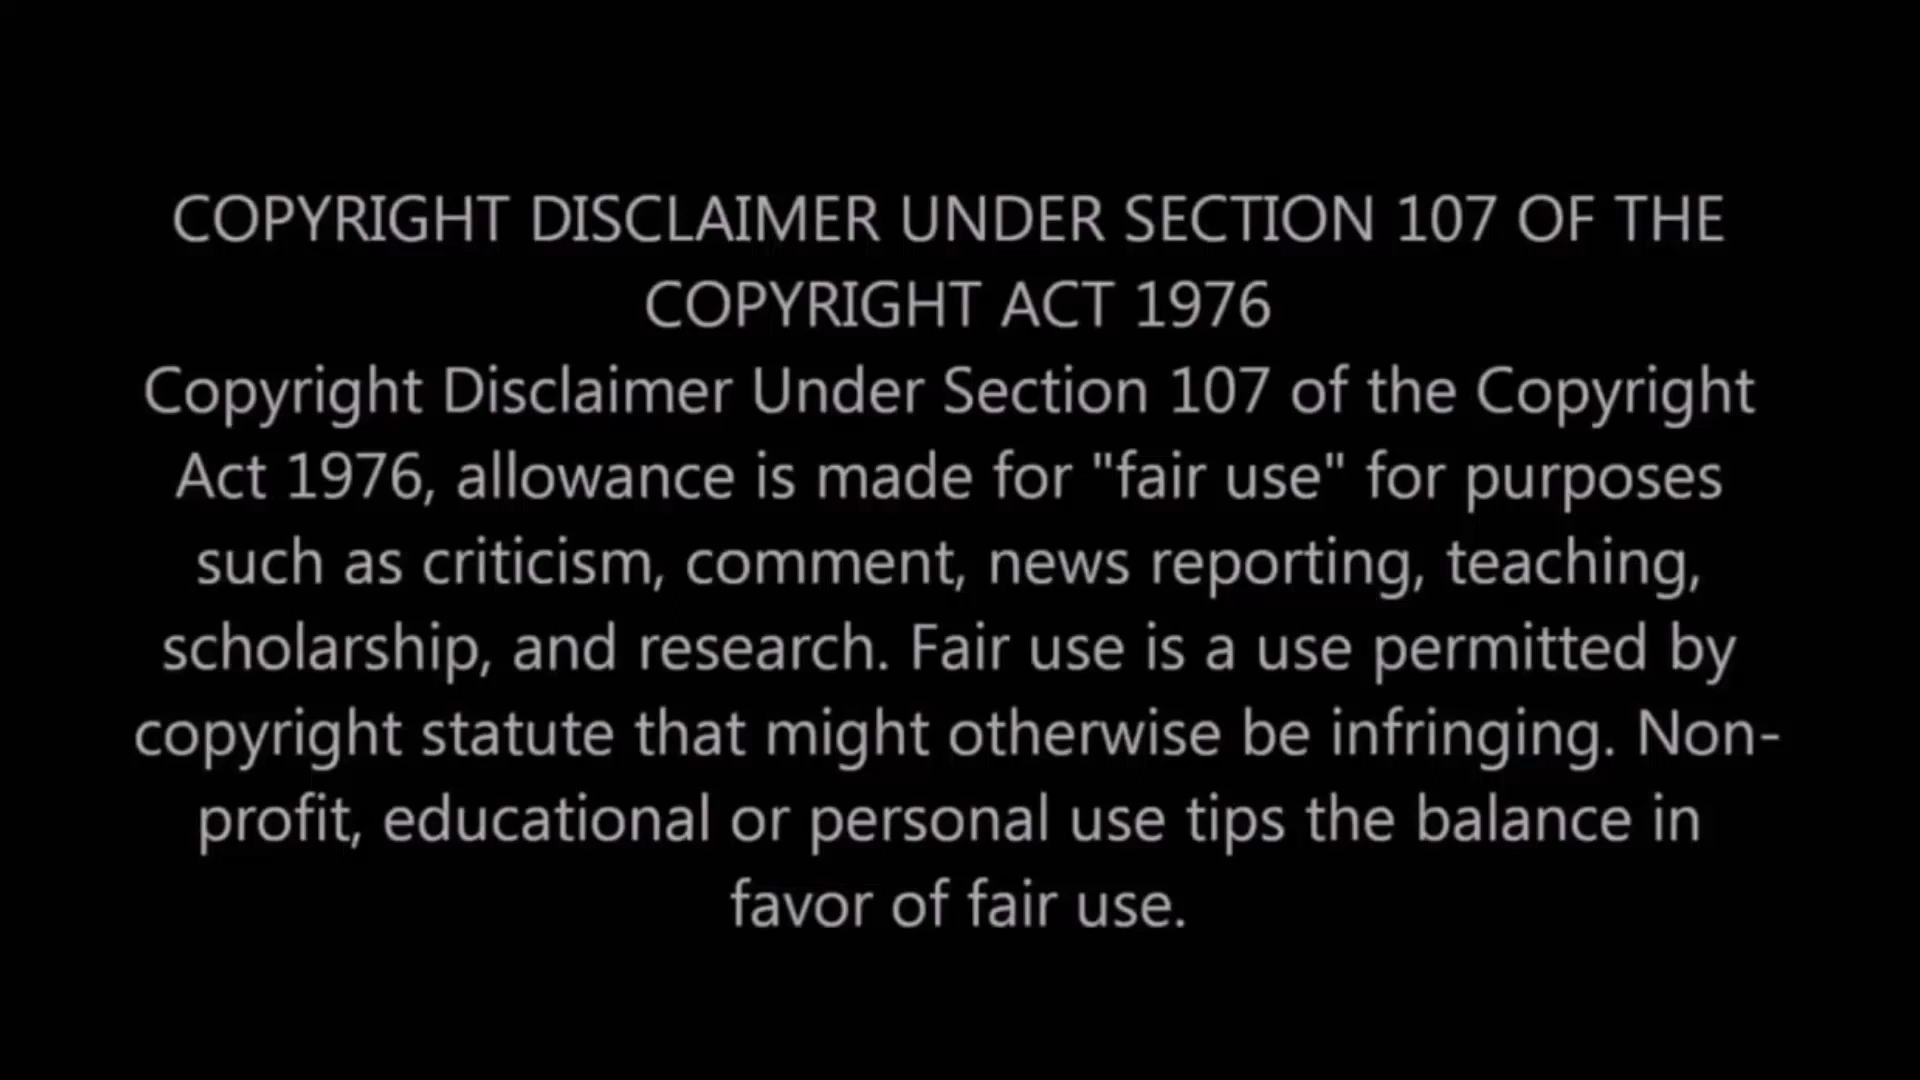 COPYRIGHT DISCLAIMER UNDER SECTION 107 OF THE
COPYRIGHT ACT 1976
Copyright Disclaimer Under Section 107 of the Copyright
Act 1976, allowance is made for "fair use" for purposes
such as criticism, comment, news reporting, teaching,
scholarship, and research. Fair use is a use permitted by
copyright statute that might otherwise be infringing. Non-
profit, educational or personal use tips the balance in
favor of fair use.